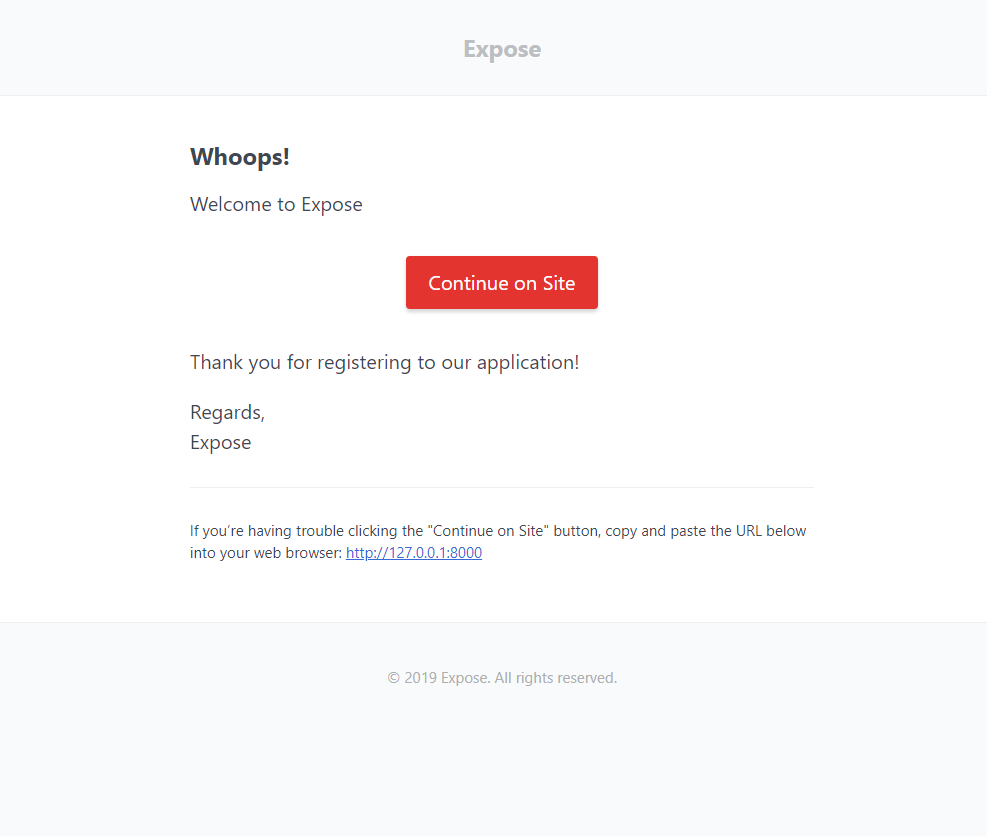 Expose
Whoops!
Welcome to Expose
Continue on Site
Thank you for registering to our application!
Regards,
Expose
If you’re having trouble clicking the "Continue on Site" button, copy and paste the URL below
into your web browser: http://127.0.0.1:8000
© 2019 Expose. All rights reserved.